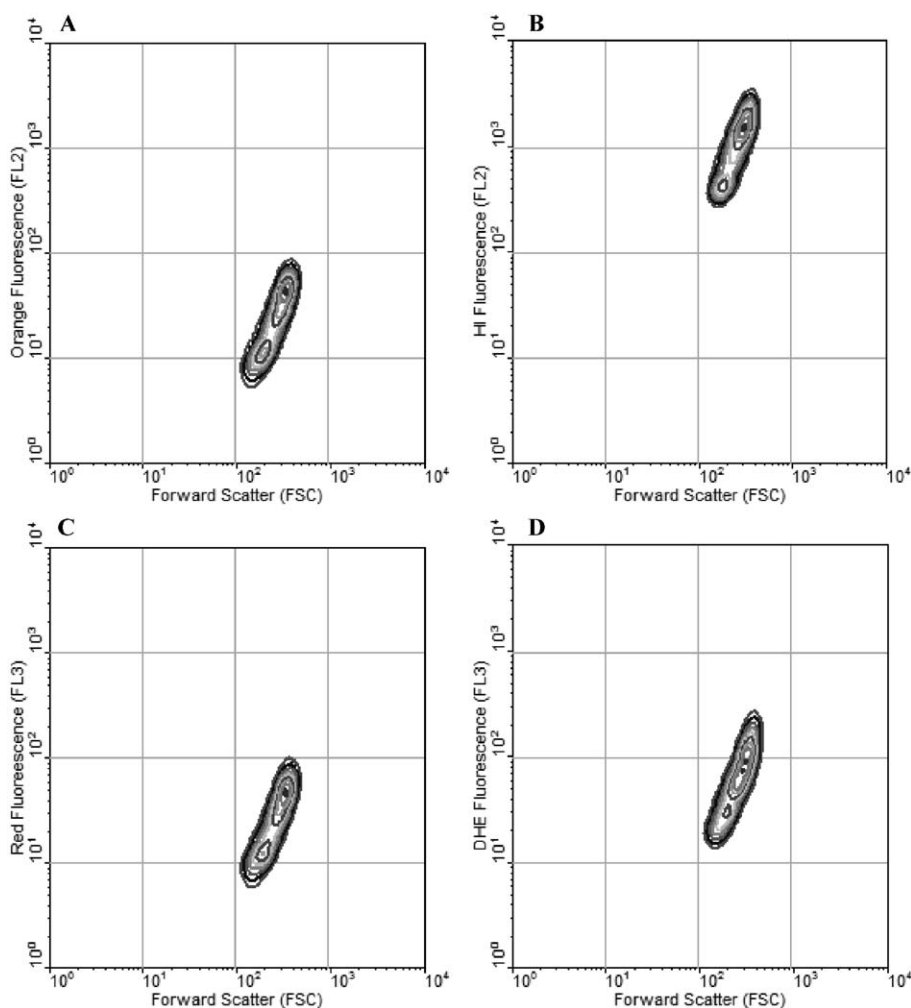 A
10⁴
10³
10²
10¹
10⁰
Orange Fluorescence (FL2)
10⁰ 10¹ 10² 10³ 10⁴
Forward Scatter (FSC)
B
10⁴
10³
10²
10¹
10⁰
HI Fluorescence (FL2)
10⁰ 10¹ 10² 10³ 10⁴
Forward Scatter (FSC)
C
10⁴
10³
10²
10¹
10⁰
Red Fluoreescence (FL3)
10⁰ 10¹ 10² 10³ 10⁴
Forward Scatter (FSC)
D
10⁴
10³
10²
10¹
10⁰
DHE Fluorescence (FL3)
10⁰ 10¹ 10² 10³ 10⁴
Forward Scatter (FSC)